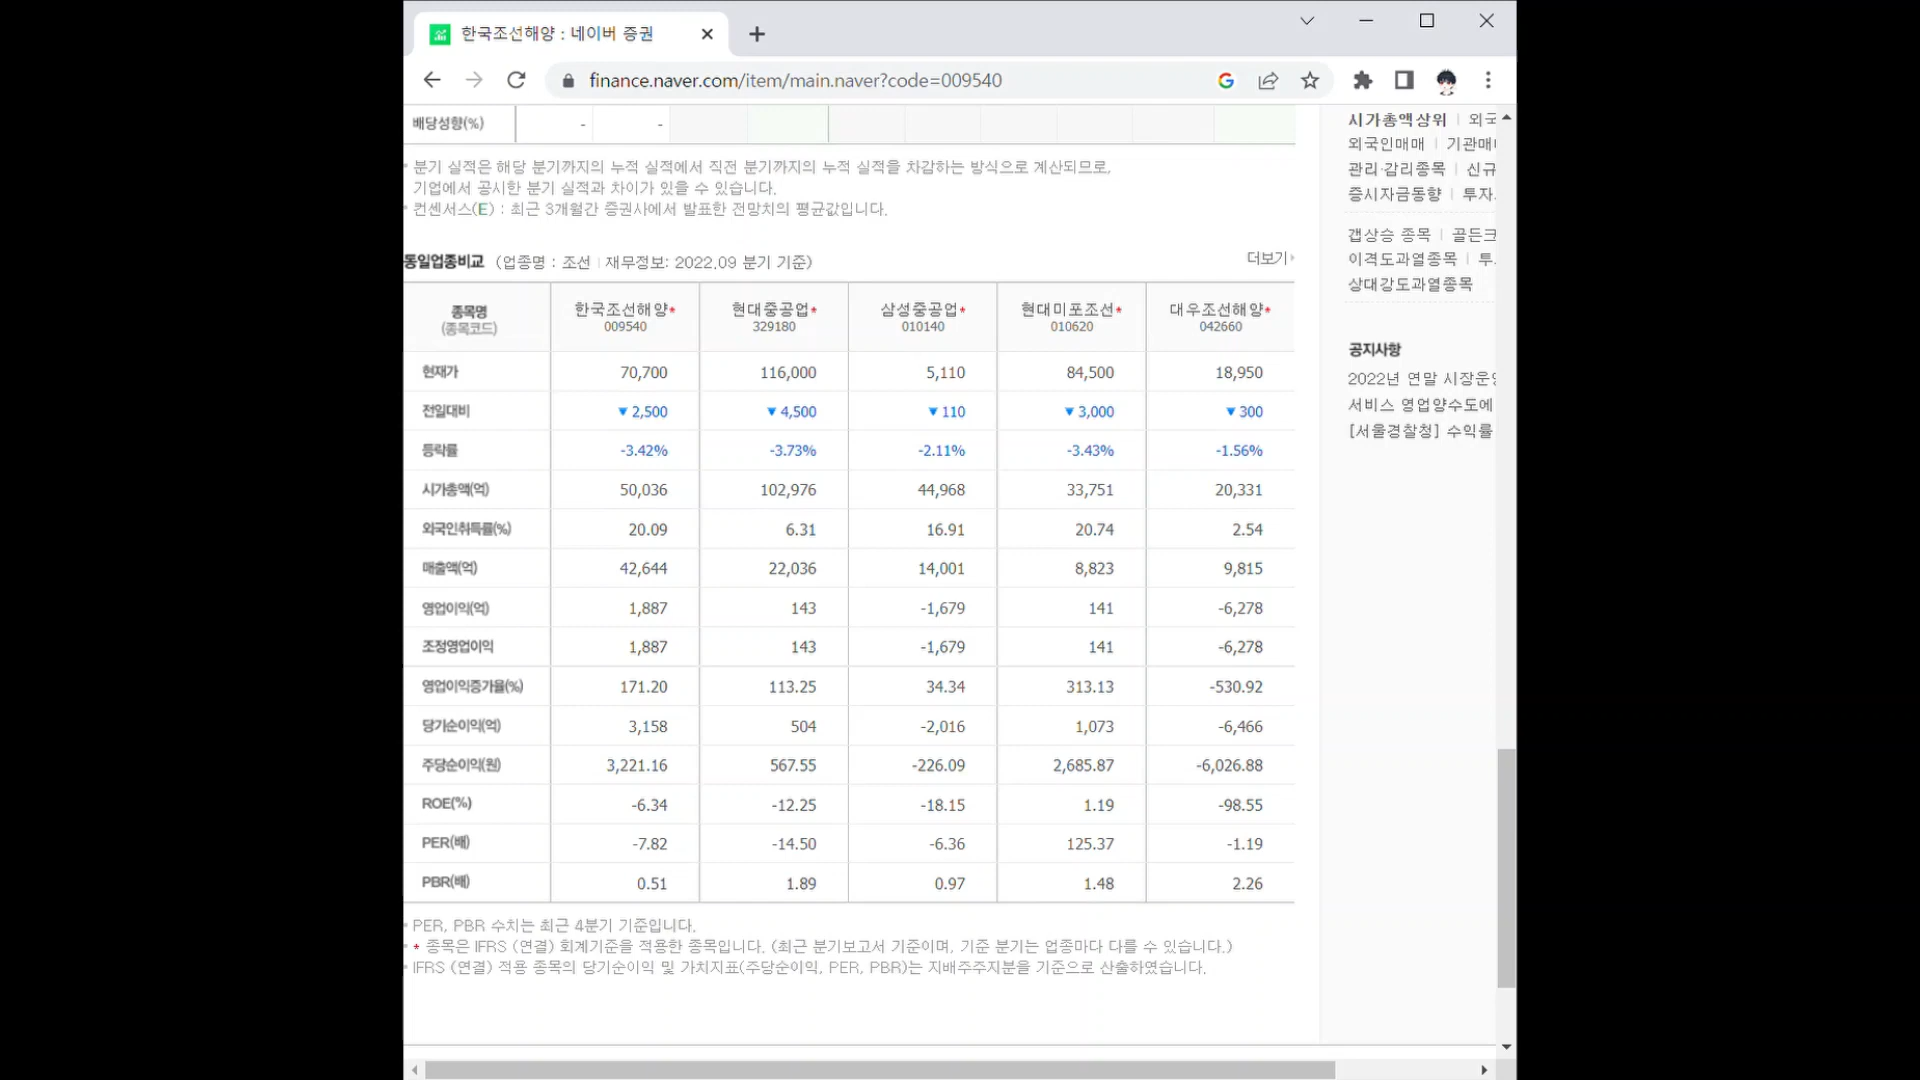 한국조선해양 : 네이버 증권
finance.naver.com/item/main.naver?code=009540
배당성향(%) - -
분기 실적은 해당 분기까지의 누적 실적에서 직전 분기까지의 누적 실적을 차감하는 방식으로 계산되므로,
기업에서 공시한 분기 실적과 차이가 있을 수 있습니다.
컨센서스(E) : 최근 3개월간 증권사에서 발표한 전망치의 평균값입니다.
동일업종비교 (업종명 : 조선 | 재무정보: 2022.09 분기 기준) 더보기
종목명 한국조선해양* 현대중공업* 삼성중공업* 현대미포조선* 대우조선해양*
(종목코드) 009540 329180 010140 010620 042660
현재가 70,700 116,000 5,110 84,500 18,950
전일대비 ▼2,500 ▼4,500 ▼110 ▼3,000 ▼300
등락률 -3.42% -3.73% -2.11% -3.43% -1.56%
시가총액(억) 50,036 102,976 44,968 33,751 20,331
외국인취득률(%) 20.09 6.31 16.91 20.74 2.54
매출액(억) 42,644 22,036 14,001 8,823 9,815
영업이익(억) 1,887 143 -1,679 141 -6,278
조정영업이익 1,887 143 -1,679 141 -6,278
영업이익증가율(%) 171.20 113.25 34.34 313.13 -530.92
당기순이익(억) 3,158 504 -2,016 1,073 -6,466
주당순이익(원) 3,221.16 567.55 -226.09 2,685.87 -6,026.88
ROE(%) -6.34 -12.25 -18.15 1.19 -98.55
PER(배) -7.82 -14.50 -6.36 125.37 -1.19
PBR(배) 0.51 1.89 0.97 1.48 2.26
PER, PBR 수치는 최근 4분기 기준입니다.
* 종목은 IFRS (연결) 회계기준을 적용한 종목입니다. (최근 분기보고서 기준이며, 기준 분기는 업종마다 다를 수 있습니다.)
IFRS (연결) 적용 종목의 당기순이익 및 가치지표(주당순이익, PER, PBR)는 지배주주지분을 기준으로 산출하였습니다.
시가총액상위 | 외국
외국인매매 | 기관매
관리·감리종목 | 신규
증시자금동향 | 투자
갭상승 종목 | 골든크
이격도과열종목 | 투
상대강도과열종목
공지사항
2022년 연말 시장운영
서비스 영업양수도에
[서울경찰청] 수익률